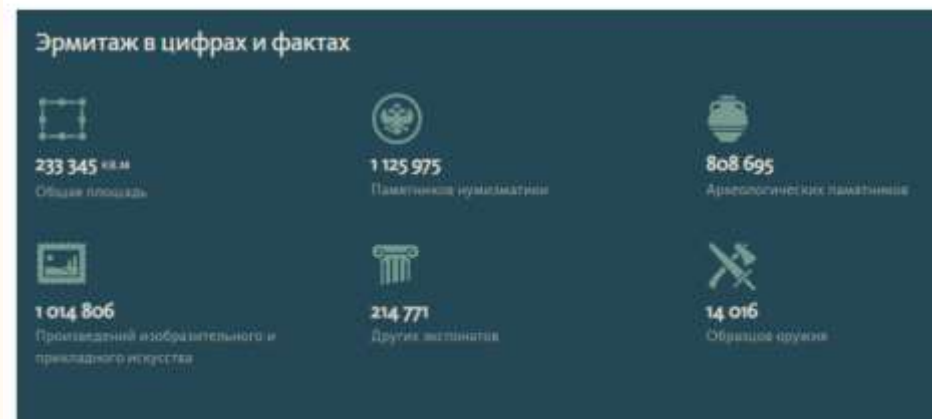 Эрмитаж в цифрах и фактах
233 345 кв.м
Общая площадь
1 125 975
Памятников нумизматики
808 695
Археологических памятников
1 014 806
Произведений изобразительного и
прикладного искусства
214 771
Других экспонатов
14 016
Образцов оружия